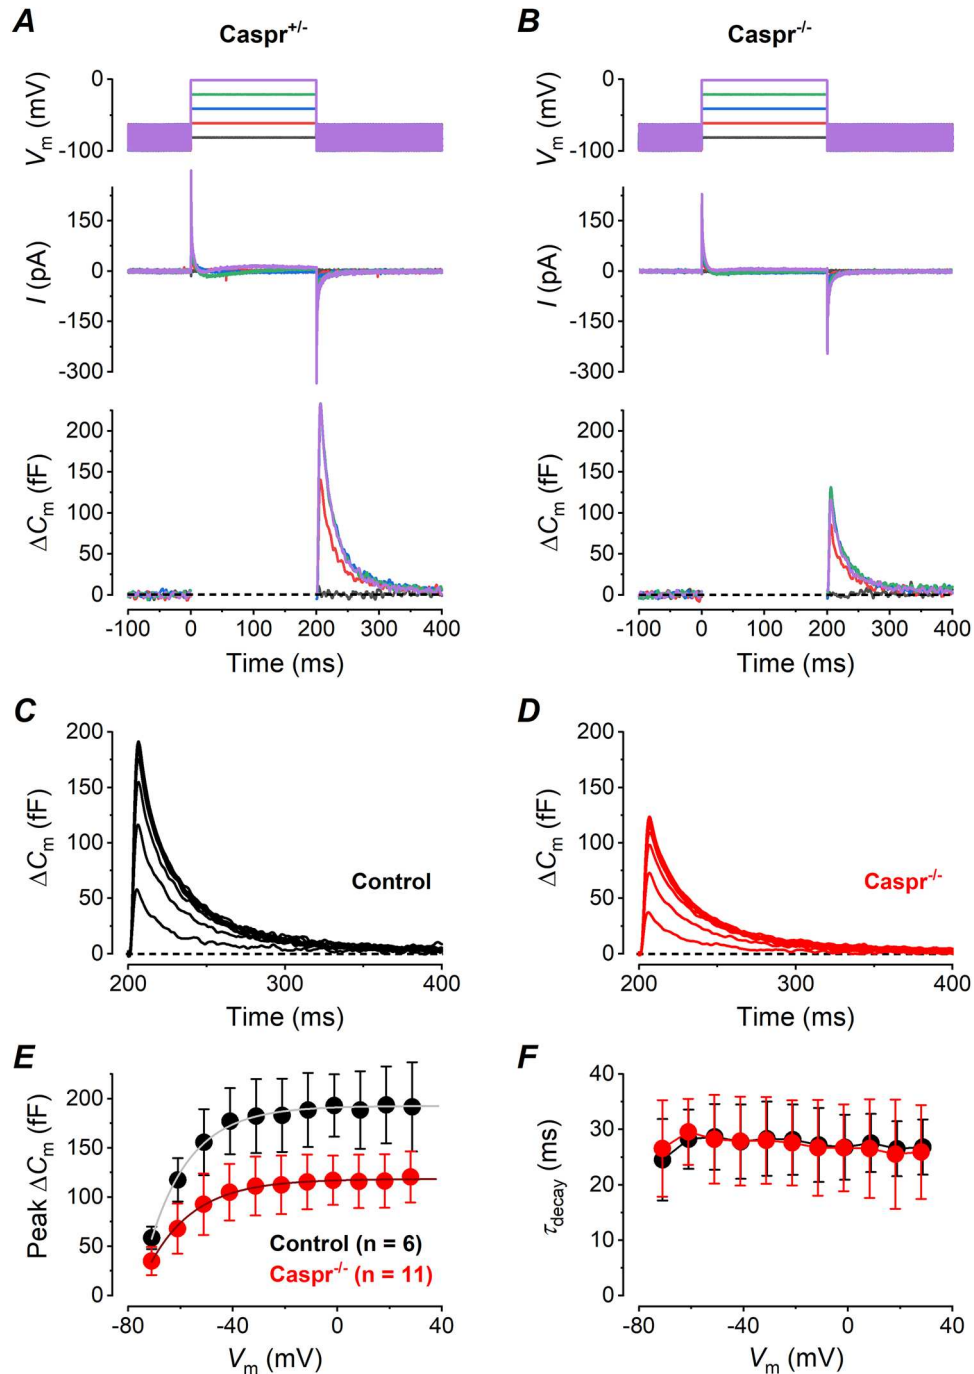 A
Caspr+/-
0
-100
Vm (mV)
150
0
-150
-300
I (pA)
200
150
100
50
0
ΔCm (fF)
-100 0 100 200 300 400
Time (ms)
B
Caspr-/-
0
-100
Vm (mV)
150
0
-150
-300
I (pA)
200
150
100
50
0
ΔCm (fF)
-100 0 100 200 300 400
Time (ms)
C
200
150
100
50
0
ΔCm (fF)
Control
200 300 400
Time (ms)
D
200
150
100
50
0
ΔCm (fF)
Caspr-/-
200 300 400
Time (ms)
E
200
150
100
50
0
Peak ΔCm (fF)
Control (n = 6)
Caspr-/- (n = 11)
-80 -40 0 40
Vm (mV)
F
40
30
20
10
0
τdecay (ms)
-80 -40 0 40
Vm (mV)